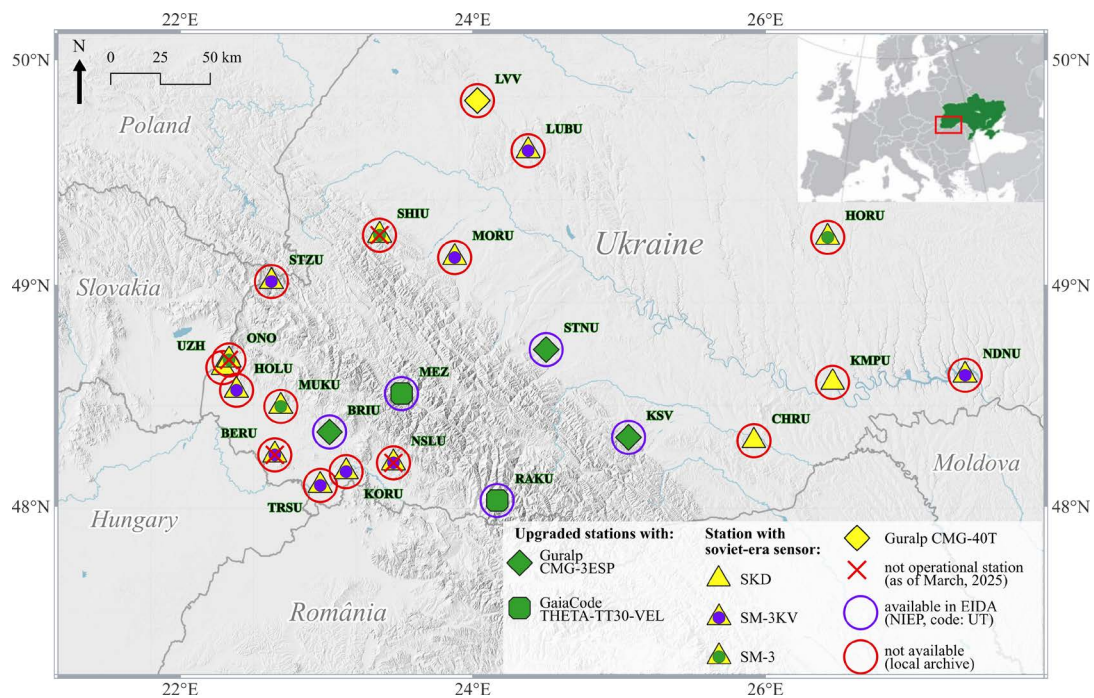 22°E
24°E
26°E
50°N
50°N
N
0
25
50 km
LVV
Poland
LUBU
SHIU
HORU
MORU
Ukraine
STZU
49°N
49°N
Slovakia
STNU
UZH
ONO
KMPU
NDNU
HOLU
MEZ
MUKU
BRIU
KSV
CHRU
BERU
NSLU
Moldova
RAKU
KORU
TRSU
48°N
48°N
Hungary
România
Upgraded stations with:
Guralp
CMG-3ESP
GaiaCode
THETA-TT30-VEL
Station with
soviet-era sensor:
SKD
SM-3KV
SM-3
Guralp CMG-40T
not operational station
(as of March, 2025)
available in EIDA
(NIEP, code: UT)
not available
(local archive)
22°E
24°E
26°E